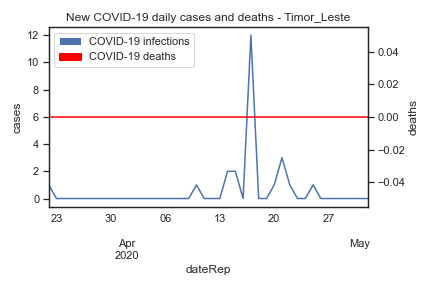 New COVID-19 daily cases and deaths - Timor_Leste
COVID-19 infections
COVID-19 deaths
cases
12
10
8
6
4
2
0
deaths
0.04
0.02
0.00
−0.02
−0.04
23 30 06 13 20 27
Apr May
2020
dateRep